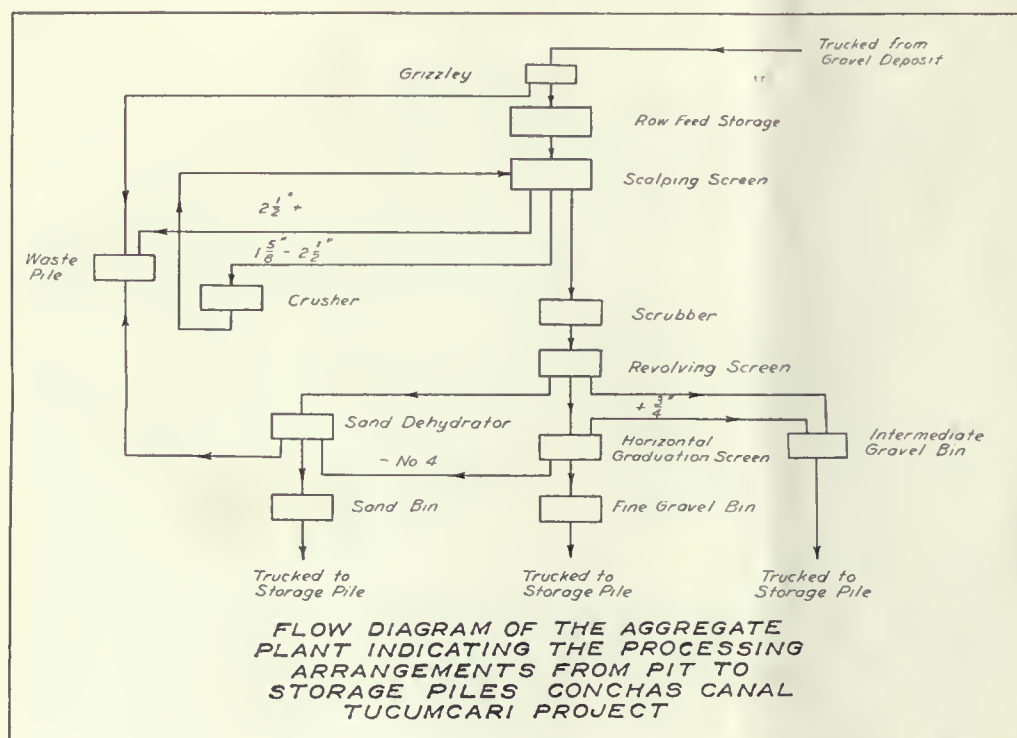 Trucked from
Gravel Deposit
Grizzley
Row Feed Storage
Scalping Screen
2 1/2" +
1 5/8" - 2 1/2"
Waste
Pile
Crusher
Scrubber
Revolving Screen
+ 3/4"
Sand Dehydrator
Horizontal
Graduation Screen
Intermediate
Gravel Bin
- No 4
Sand Bin
Fine Gravel Bin
Trucked to
Storage Pile
Trucked to
Storage Pile
Trucked to
Storage Pile
FLOW DIAGRAM OF THE AGGREGATE
PLANT INDICATING THE PROCESSING
ARRANGEMENTS FROM PIT TO
STORAGE PILES CONCHAS CANAL
TUCUMCARI PROJECT